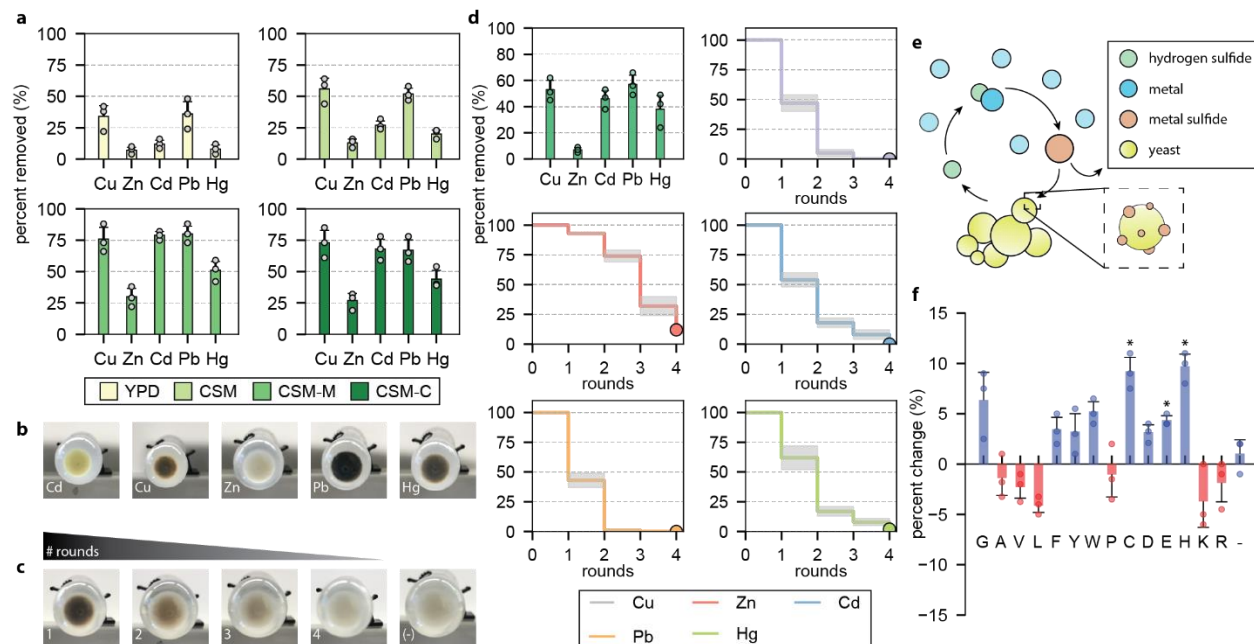 a
percent removed (%)
100
75
50
25
0
Cu Zn Cd Pb Hg
100
75
50
25
0
Cu Zn Cd Pb Hg
100
75
50
25
0
Cu Zn Cd Pb Hg
100
75
50
25
0
Cu Zn Cd Pb Hg
YPD CSM CSM-M CSM-C
b
Cd Cu Zn Pb Hg
# rounds
c
1 2 3 4 (-)
d
percent removed (%)
100
80
60
40
20
0
Cu Zn Cd Pb Hg
100
75
50
25
0
0 1 2 3 4
rounds
100
75
50
25
0
0 1 2 3 4
rounds
100
75
50
25
0
0 1 2 3 4
rounds
100
75
50
25
0
0 1 2 3 4
rounds
100
75
50
25
0
0 1 2 3 4
rounds
Cu Zn Cd
Pb Hg
e
hydrogen sulfide
metal
metal sulfide
yeast
f
percent change (%)
15
10
5
0
−5
−10
−15
* * *
G A V L F Y W P C D E H K R -